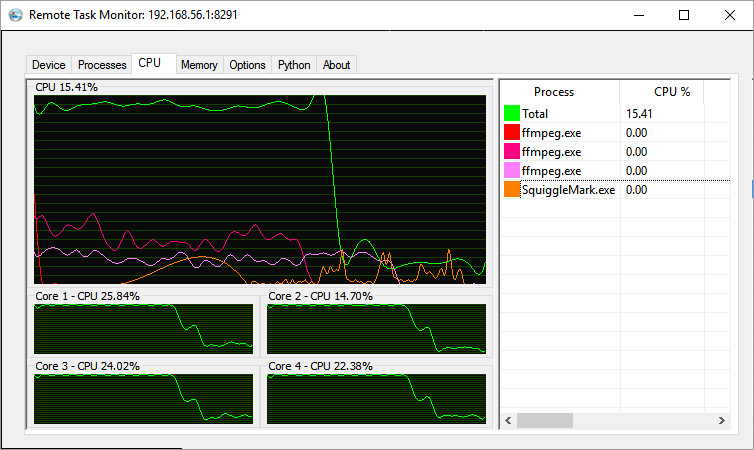 Remote Task Monitor: 192.168.56.1:8291
Device Processes CPU Memory Options Python About
CPU 15.41%
Process CPU %
Total 15.41
ffmpeg.exe 0.00
ffmpeg.exe 0.00
ffmpeg.exe 0.00
SquiggleMark.exe 0.00
Core 1 - CPU 25.84%
Core 2 - CPU 14.70%
Core 3 - CPU 24.02%
Core 4 - CPU 22.38%